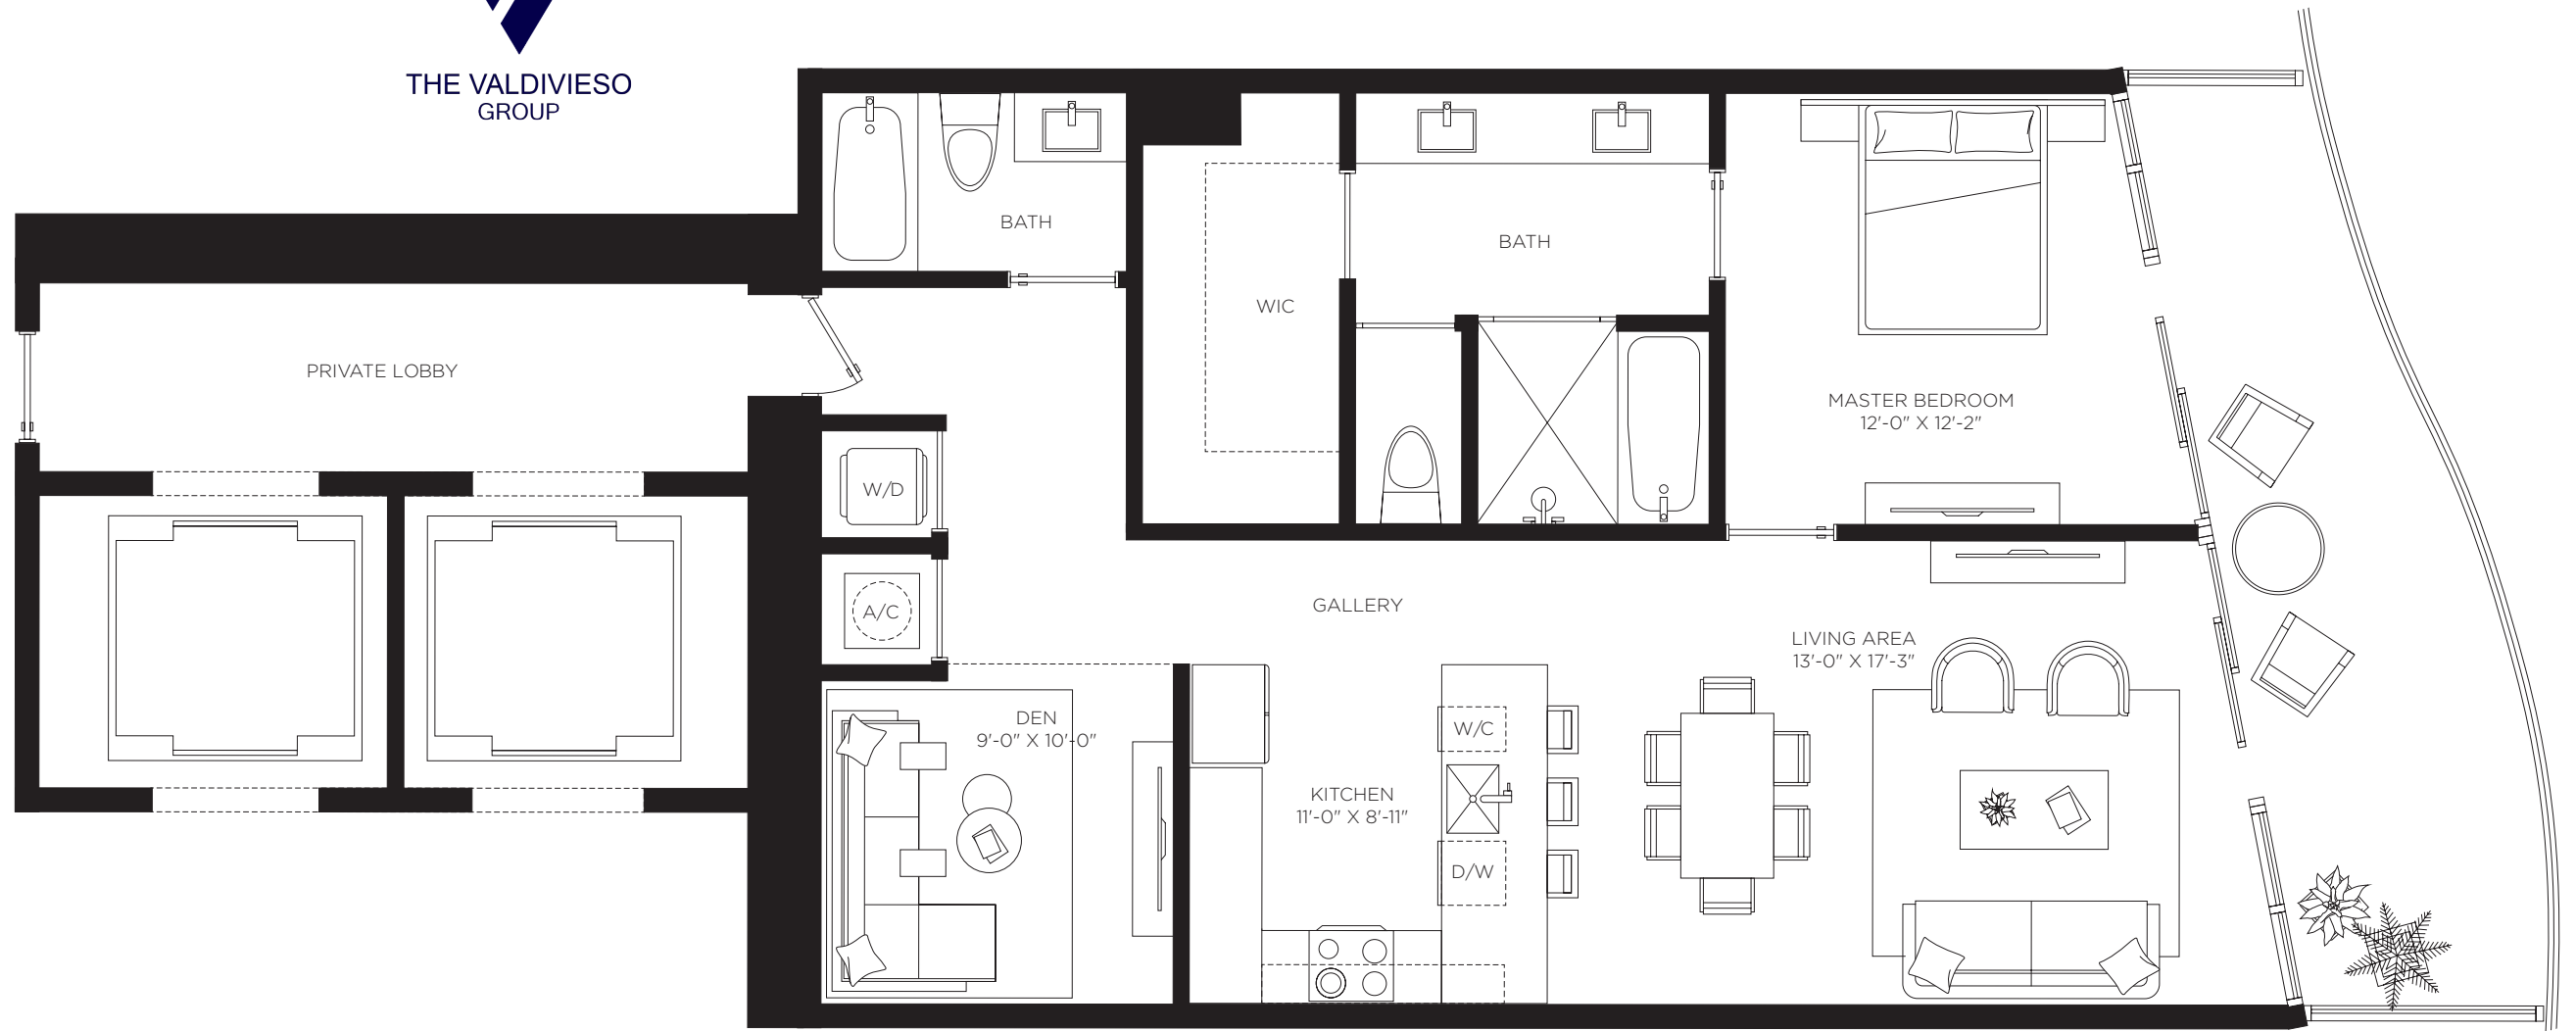 THE VALDIVIESO
GROUP
BATH
BATH
WIC
PRIVATE LOBBY
MASTER BEDROOM
12'-0" X 12'-2"
W/D
A/C
GALLERY
LIVING AREA
13'-0" X 17'-3"
DEN
9'-0" X 10'-0"
W/C
KITCHEN
11'-0" X 8'-11"
D/W